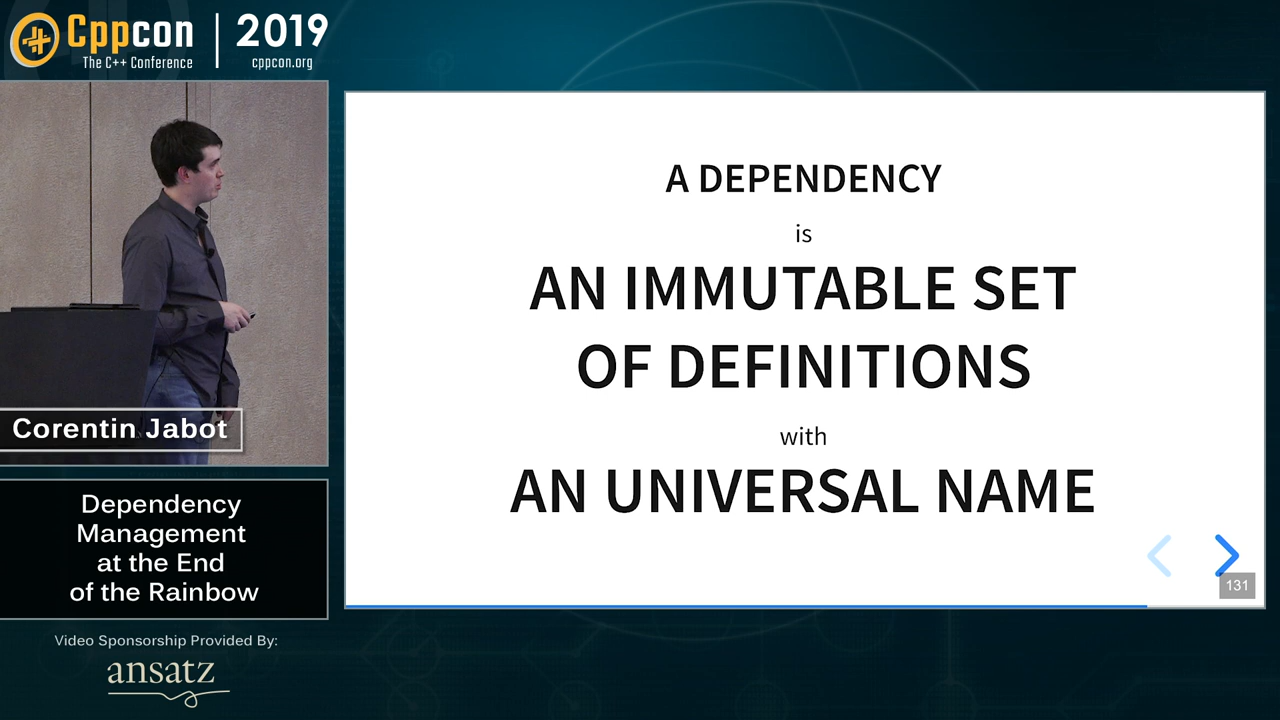 Cppcon
The C++ Conference
2019
cppcon.org
A DEPENDENCY
is
AN IMMUTABLE SET
OF DEFINITIONS
with
AN UNIVERSAL NAME
131
Corentin Jabot
Dependency
Management
at the End
of the Rainbow
Video Sponsorship Provided By:
ansatz